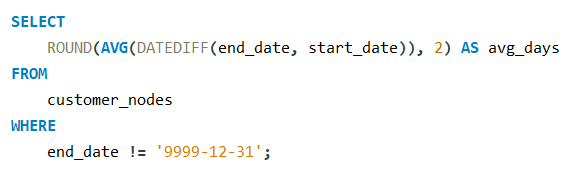 SELECT
    ROUND(AVG(DATEDIFF(end_date, start_date)), 2) AS avg_days
FROM
    customer_nodes
WHERE
    end_date != '9999-12-31';